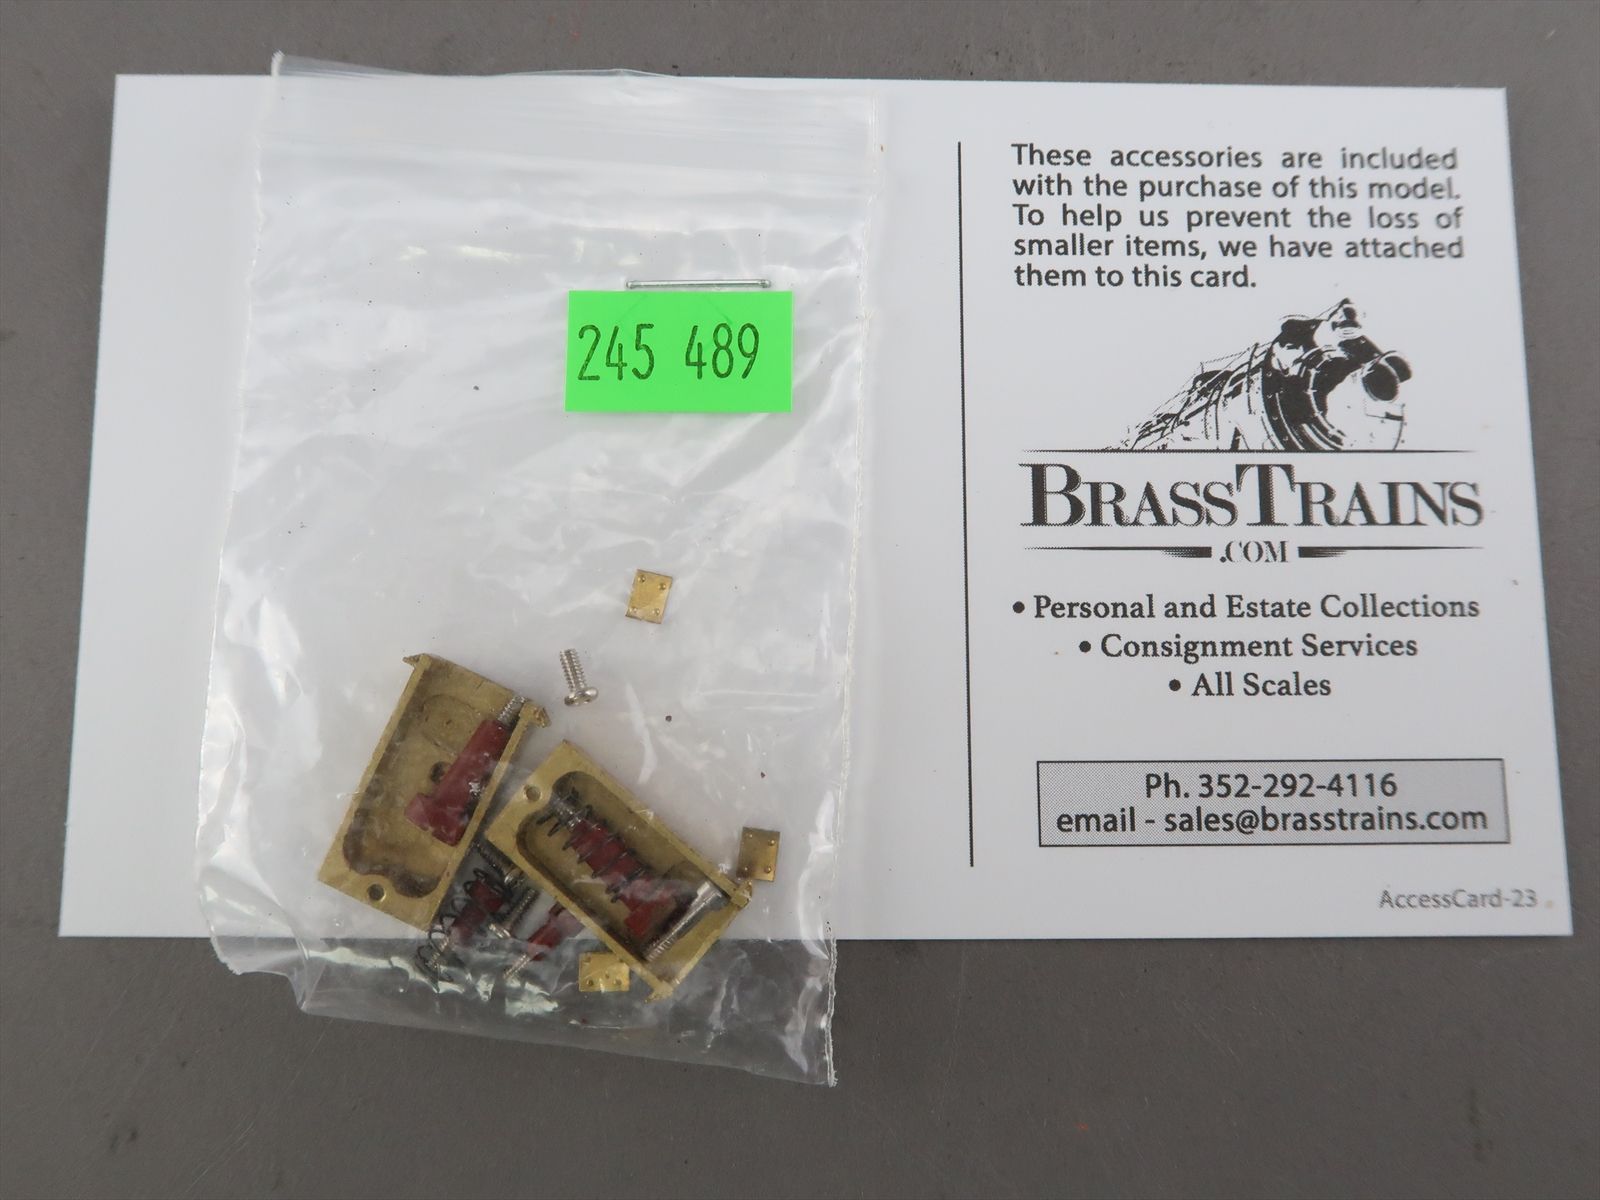 245 489
These accessories are included
with the purchase of this model.
To help us prevent the loss of
smaller items, we have attached
them to this card.
BRASSTRAINS
.COM
• Personal and Estate Collections
• Consignment Services
• All Scales
Ph. 352-292-4116
email - sales@brasstrains.com
AccessCard-23